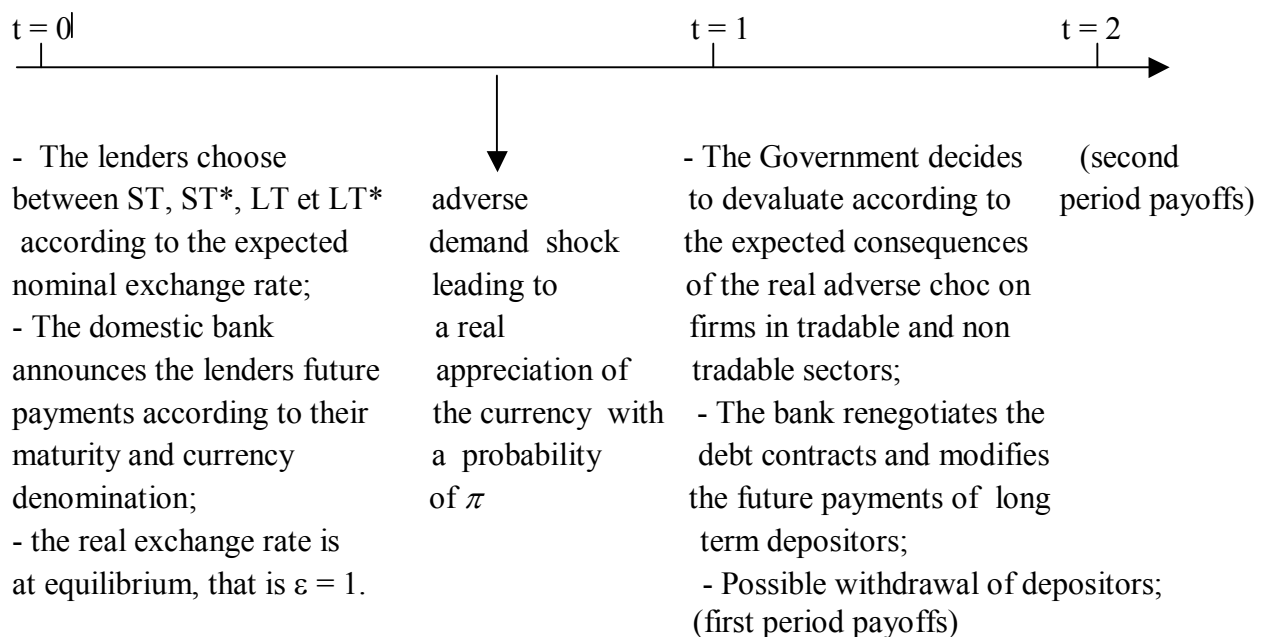 t = 0
t = 1
t = 2
- The lenders choose
between ST, ST*, LT et LT*
according to the expected
nominal exchange rate;
- The domestic bank
announces the lenders future
payments according to their
maturity and currency
denomination;
- the real exchange rate is
at equilibrium, that is ε = 1.
adverse
demand shock
leading to
a real
appreciation of
the currency with
a probability
of π
- The Government decides
to devaluate according to
the expected consequences
of the real adverse choc on
firms in tradable and non
tradable sectors;
- The bank renegotiates the
debt contracts and modifies
the future payments of long
term depositors;
- Possible withdrawal of depositors;
(first period payoffs)
(second
period payoffs)